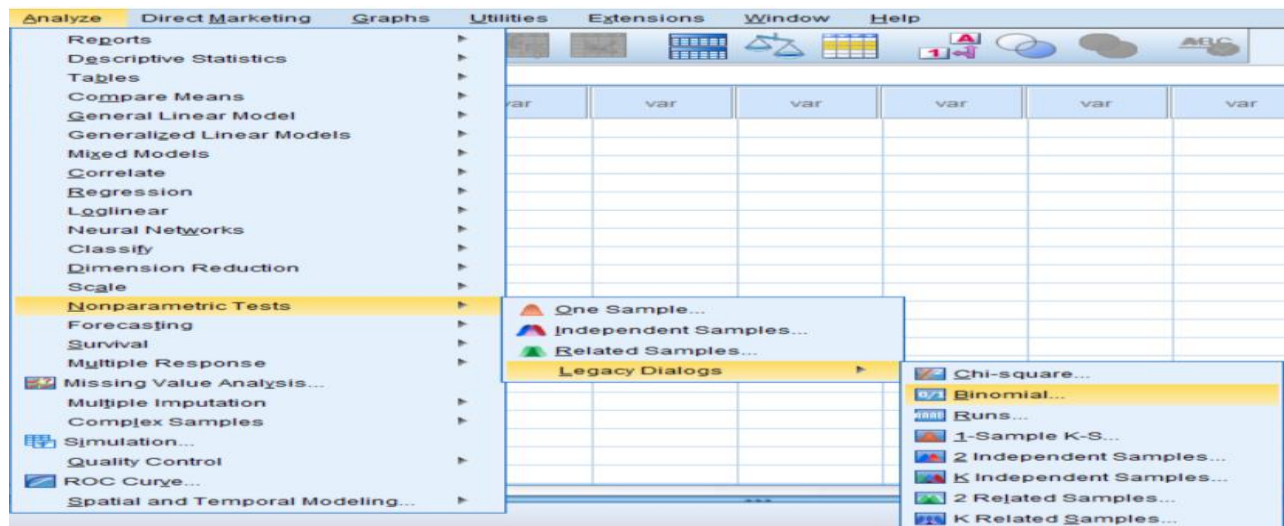 Analyze Direct Marketing Graphs Utilities Extensions Window Help
Reports
Descriptive Statistics
Tables
Compare Means
General Linear Model
Generalized Linear Models
Mixed Models
Correlate
Regression
Loglinear
Neural Networks
Classify
Dimension Reduction
Scale
Nonparametric Tests
Forecasting
Survival
Multiple Response
Missing Value Analysis...
Multiple Imputation
Complex Samples
Simulation...
Quality Control
ROC Curve...
Spatial and Temporal Modeling...
A
1
ABC
var var var var var
One Sample...
Independent Samples...
Related Samples...
Legacy Dialogs
Chi-square...
0/1 Binomial...
Runs...
1-Sample K-S...
2 Independent Samples...
K Independent Samples...
2 Related Samples...
K Related Samples...